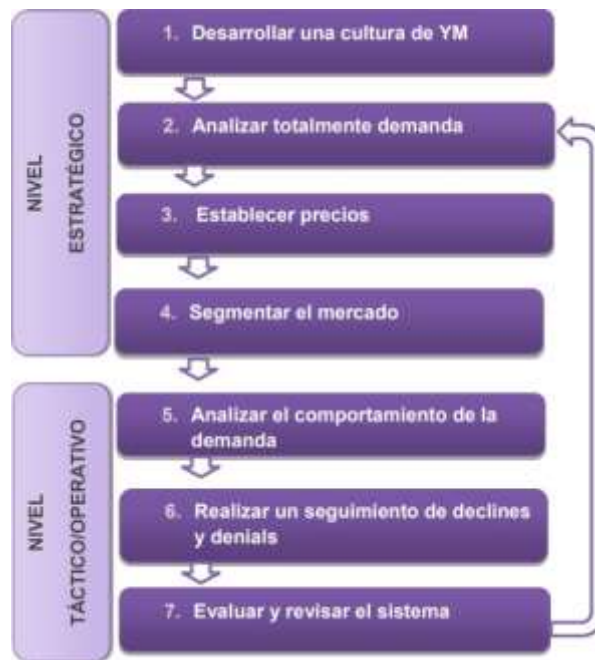 NIVEL
ESTRATÉGICO
1. Desarrollar una cultura de YM
2. Analizar totalmente demanda
3. Establecer precios
4. Segmentar el mercado
NIVEL
TÁCTICO/OPERATIVO
5. Analizar el comportamiento de la
demanda
6. Realizar un seguimiento de declines
y denials
7. Evaluar y revisar el sistema